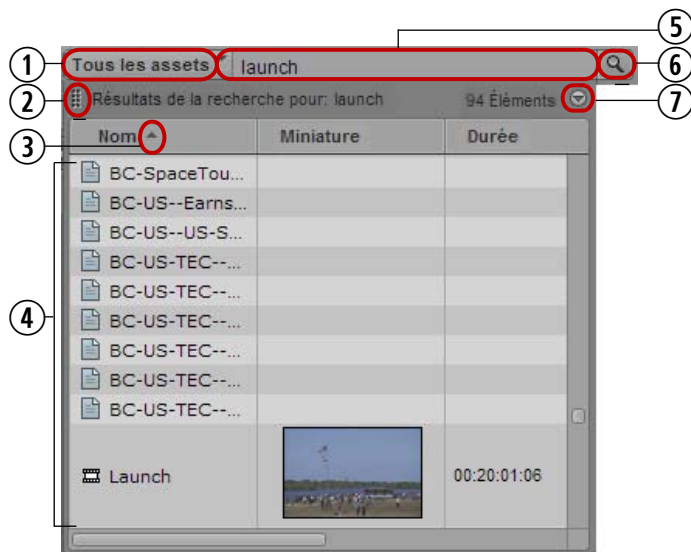 5
1 Tous les assets launch 6
2 Résultats de la recherche pour: launch 94 Éléments 7
3 Nom Miniature Durée
BC-SpaceTou...
BC-US--Earns...
BC-US--US-S...
BC-US-TEC--...
BC-US-TEC--...
4 BC-US-TEC--...
BC-US-TEC--...
BC-US-TEC--...
BC-US-TEC--...
Launch 00:20:01:06